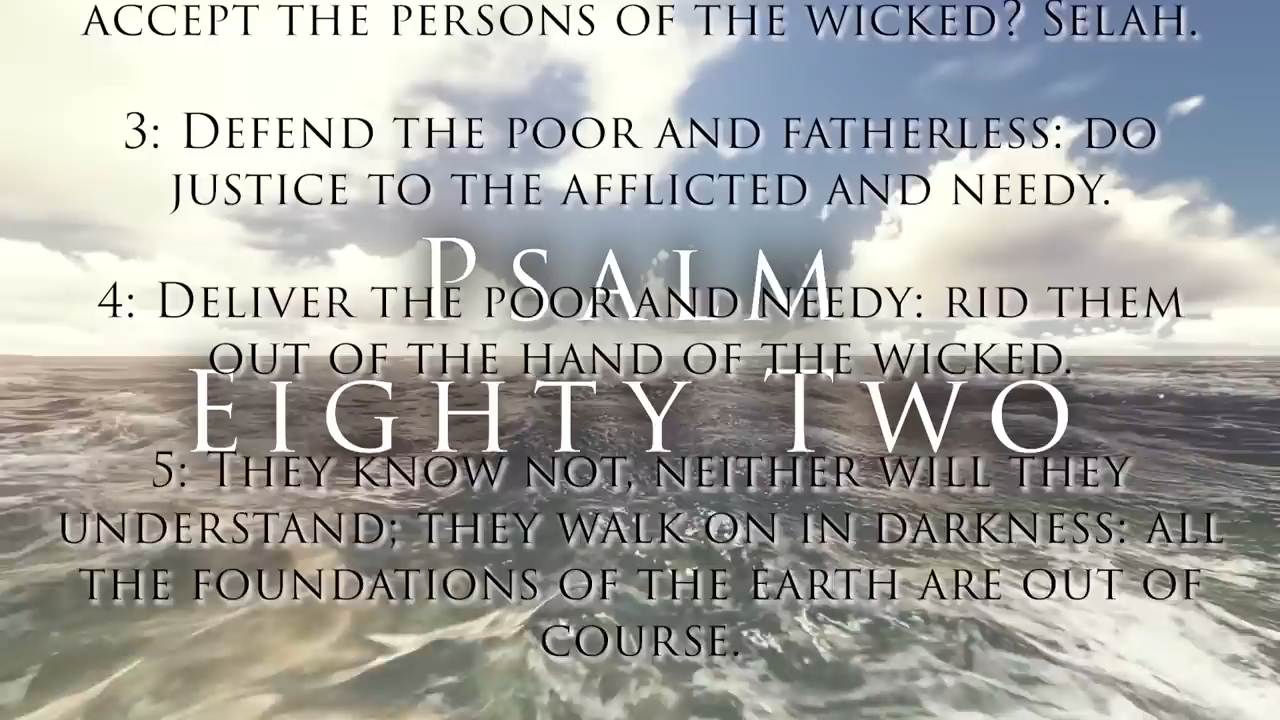 ACCEPT THE PERSONS OF THE WICKED? SELAH.
3: DEFEND THE POOR AND FATHERLESS: DO
JUSTICE TO THE AFFLICTED AND NEEDY.
PSALM
4: DELIVER THE POOR AND NEEDY: RID THEM
OUT OF THE HAND OF THE WICKED.
EIGHTY TWO
5: THEY KNOW NOT, NEITHER WILL THEY
UNDERSTAND; THEY WALK ON IN DARKNESS: ALL
THE FOUNDATIONS OF THE EARTH ARE OUT OF
COURSE.